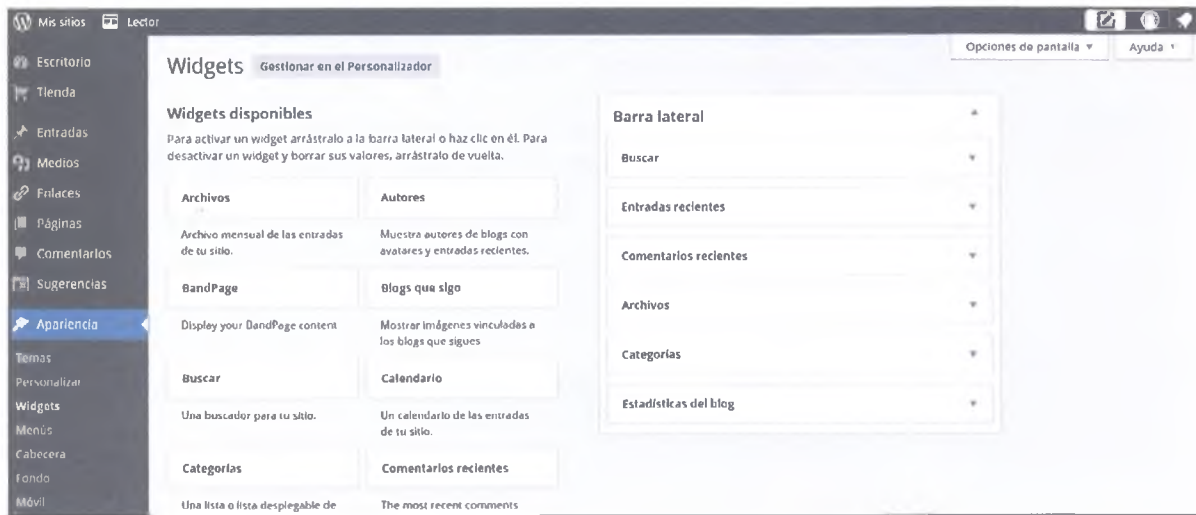 Mis sitios Lector
Opciones de pantalla Ayuda
Escritorio
Tienda
Entradas
Medios
Enlaces
Páginas
Comentarios
Sugerencias
Apariencia
Temas
Personalizar
Widgets
Menús
Cabecera
Fondo
Móvil
Widgets Gestionar en el Personalizador
Widgets disponibles
Para activar un widget arrástralo a la barra lateral o haz clic en él. Para
desactivar un widget y borrar sus valores, arrástralo de vuelta.
Archivos
Archivo mensual de las entradas
de tu sitio.
Autores
Muestra autores de blogs con
avatares y entradas recientes.
BandPage
Display your BandPage content
Blogs que sigo
Mostrar imágenes vinculadas a
los blogs que sigues
Buscar
Una buscador para tu sitio.
Calendario
Un calendario de las entradas
de tu sitio.
Categorías
Una lista o lista desplegable de
Comentarios recientes
The most recent comments
Barra lateral
Buscar
Entradas recientes
Comentarios recientes
Archivos
Categorías
Estadísticas del blog